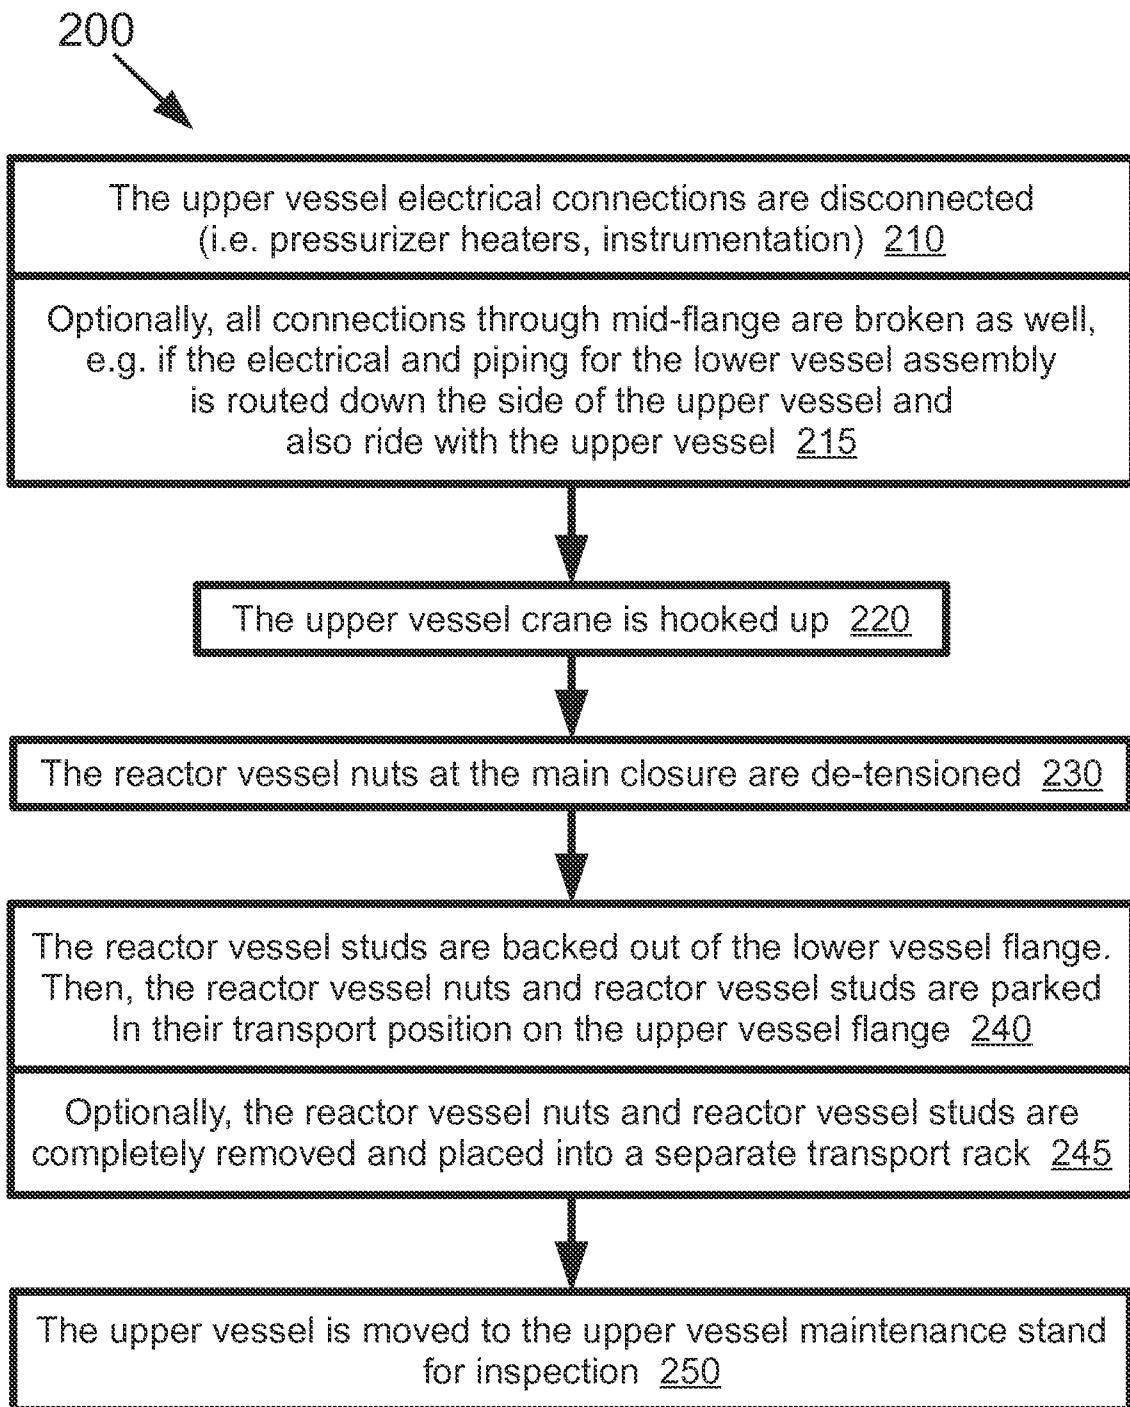 200
The upper vessel electrical connections are disconnected
(i.e. pressurizer heaters, instrumentation) 210
Optionally, all connections through mid-flange are broken as well,
e.g. if the electrical and piping for the lower vessel assembly
is routed down the side of the upper vessel and
also ride with the upper vessel 215
The upper vessel crane is hooked up 220
The reactor vessel nuts at the main closure are de-tensioned 230
The reactor vessel studs are backed out of the lower vessel flange.
Then, the reactor vessel nuts and reactor vessel studs are parked
In their transport position on the upper vessel flange 240
Optionally, the reactor vessel nuts and reactor vessel studs are
completely removed and placed into a separate transport rack 245
The upper vessel is moved to the upper vessel maintenance stand
for inspection 250